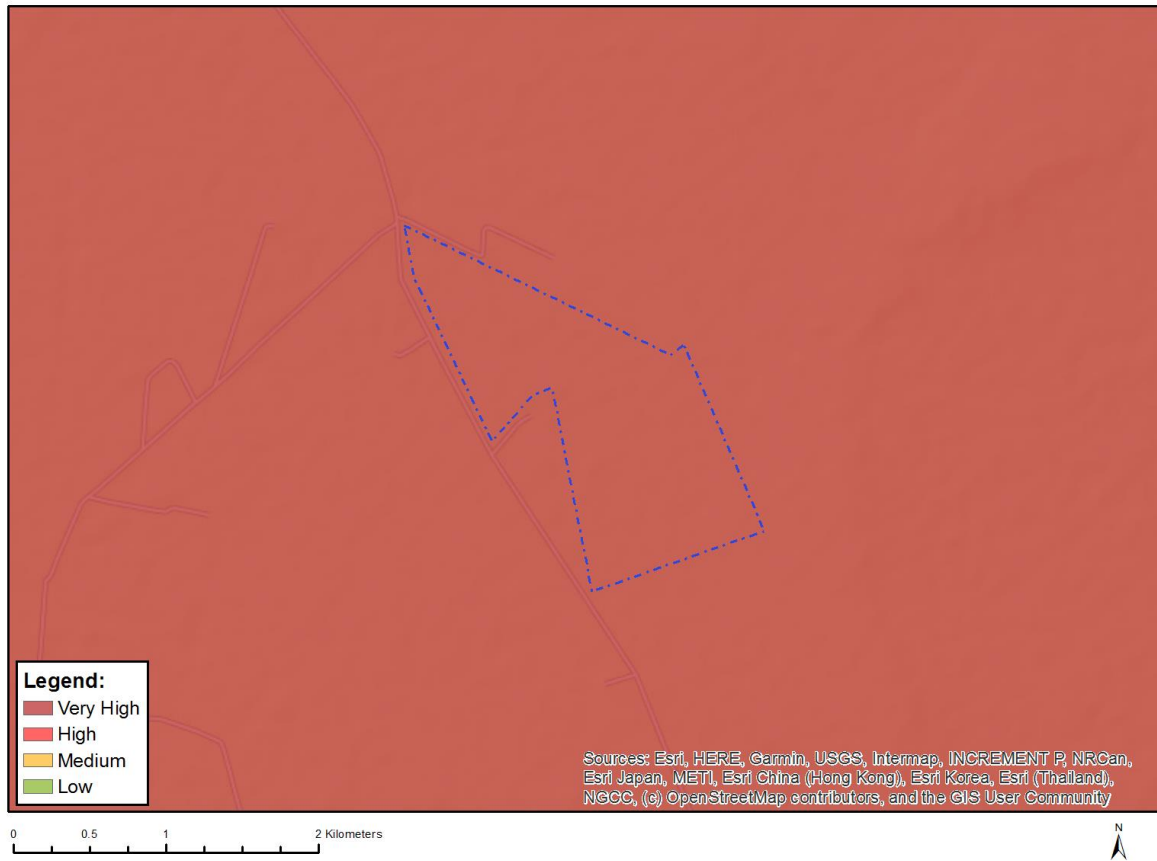 Legend:
Very High
High
Medium
Low
Sources: Esri, HERE, Garmin, USGS, Intermap, INCREMENT P, NRCan,
Esri Japan, METI, Esri China (Hong Kong), Esri Korea, Esri (Thailand),
NGCC, (c) OpenStreetMap contributors, and the GIS User Community
0 0.5 1 2 Kilometers
N